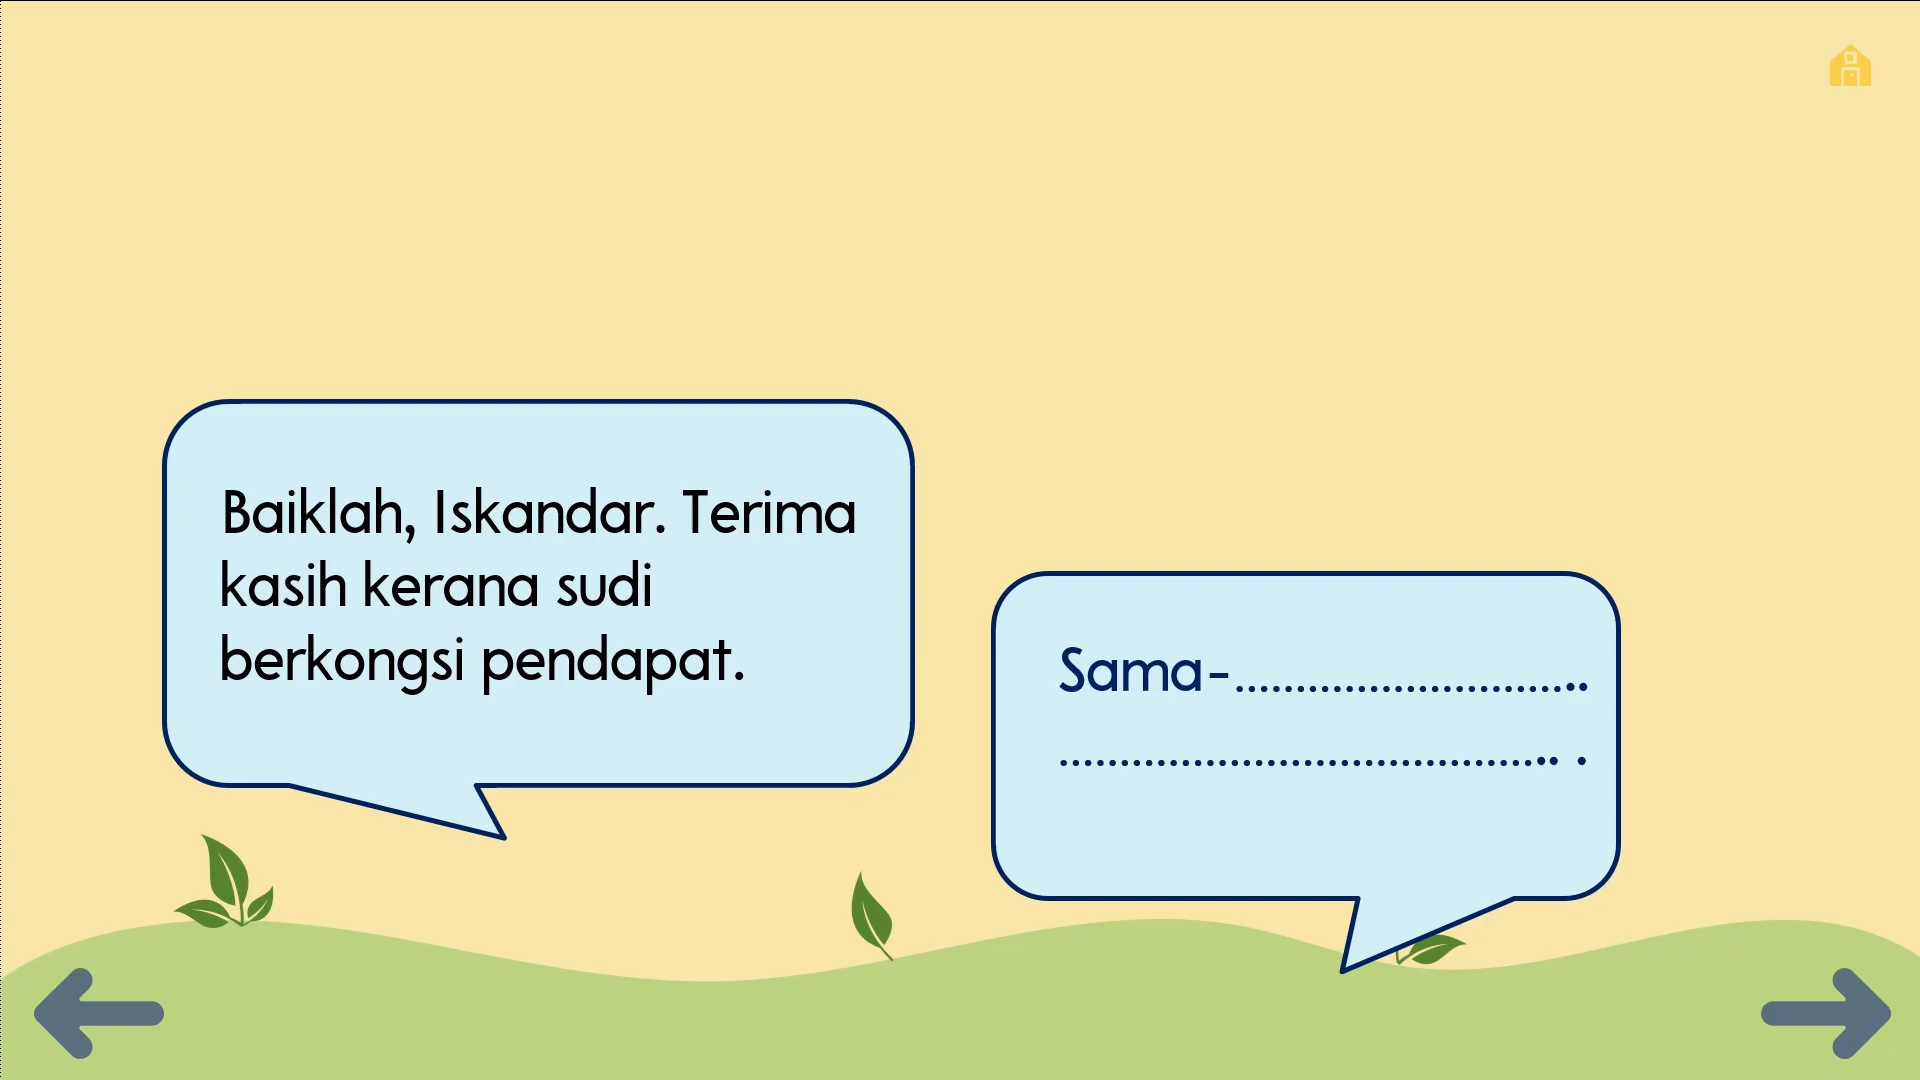 Baiklah, Iskandar. Terima
kasih kerana sudi
berkongsi pendapat.
Sama-..............................
.......................................... .